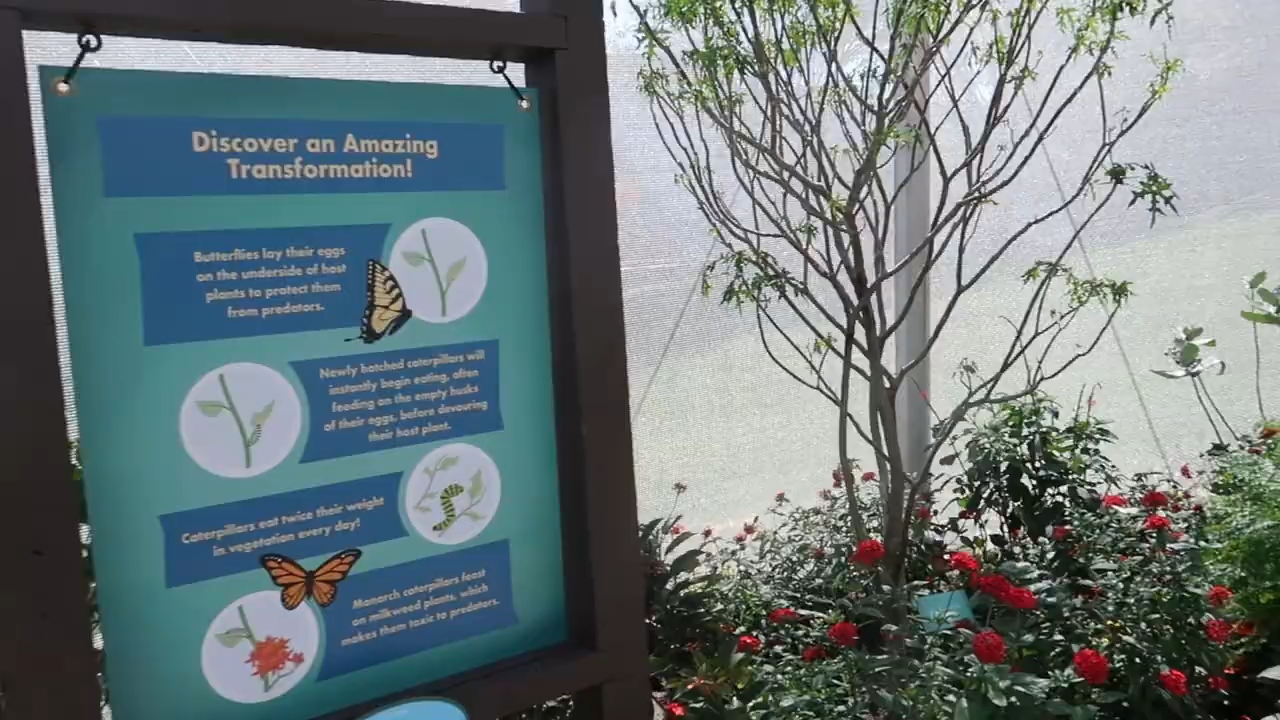 Discover an Amazing
Transformation!
Butterflies lay their eggs
on the underside of host
plants to protect them
from predators.
Newly hatched caterpillars will
instantly begin eating, often
feeding on the empty husks
of their eggs, before devouring
their host plant.
Caterpillars eat twice their weight
in vegetation every day!
Monarch caterpillars feast
on milkweed plants, which
makes them toxic to predators.